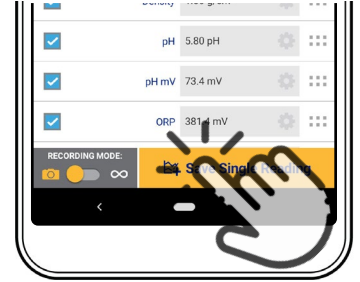 pH 5.80 pH
pH mV 73.4 mV
ORP 381.4 mV
RECORDING MODE:
Save Single Reading